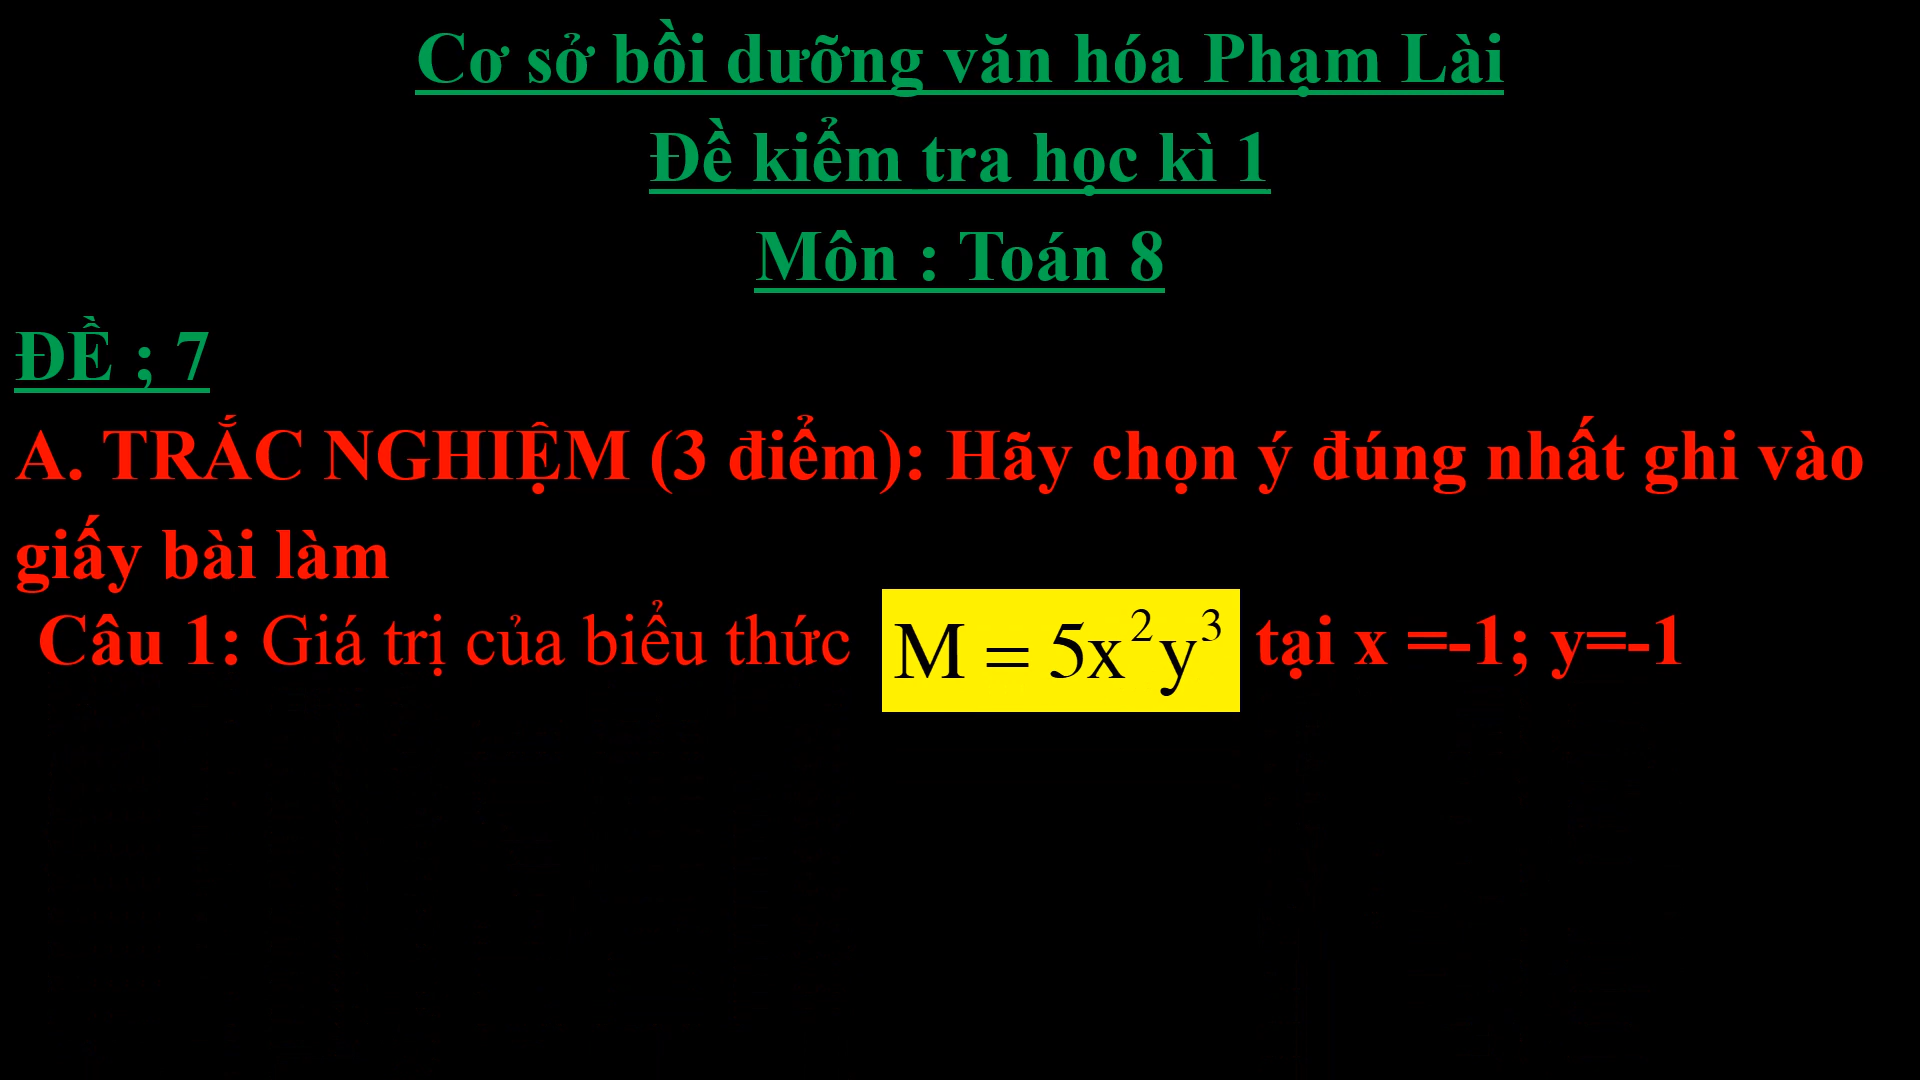 Cơ sở bồi dưỡng văn hóa Phạm Lài
Đề kiểm tra học kì 1
Môn : Toán 8
ĐỀ ; 7
A. TRẮC NGHIỆM (3 điểm): Hãy chọn ý đúng nhất ghi vào
giấy bài làm
Câu 1: Giá trị của biểu thức M = 5x²y³ tại x =-1; y=-1